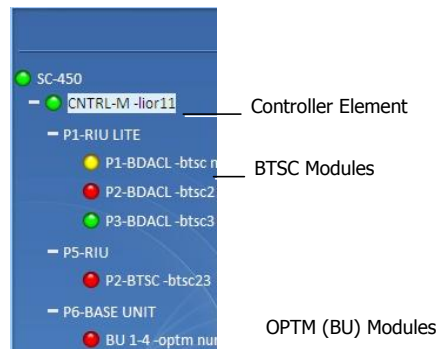 SC-450
CNTRL-M -lior11
Controller Element
P1-RIU LITE
P1-BDACL -btsc n
BTSC Modules
P2-BDACL -btsc2
P3-BDACL -btsc3
P5-RIU
P2-BTSC -btsc23
P6-BASE UNIT
OPTM (BU) Modules
BU 1-4 -optm nur